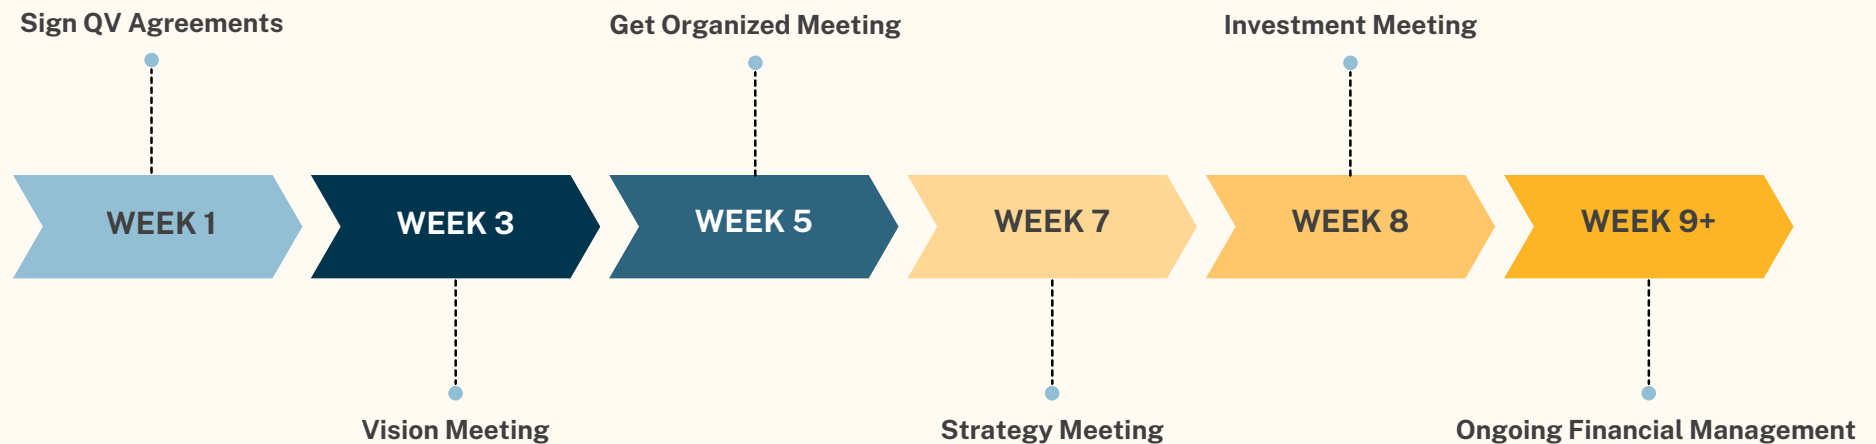 Sign QV Agreements
Get Organized Meeting
Investment Meeting
WEEK 1
WEEK 3
WEEK 5
WEEK 7
WEEK 8
WEEK 9+
Vision Meeting
Strategy Meeting
Ongoing Financial Management